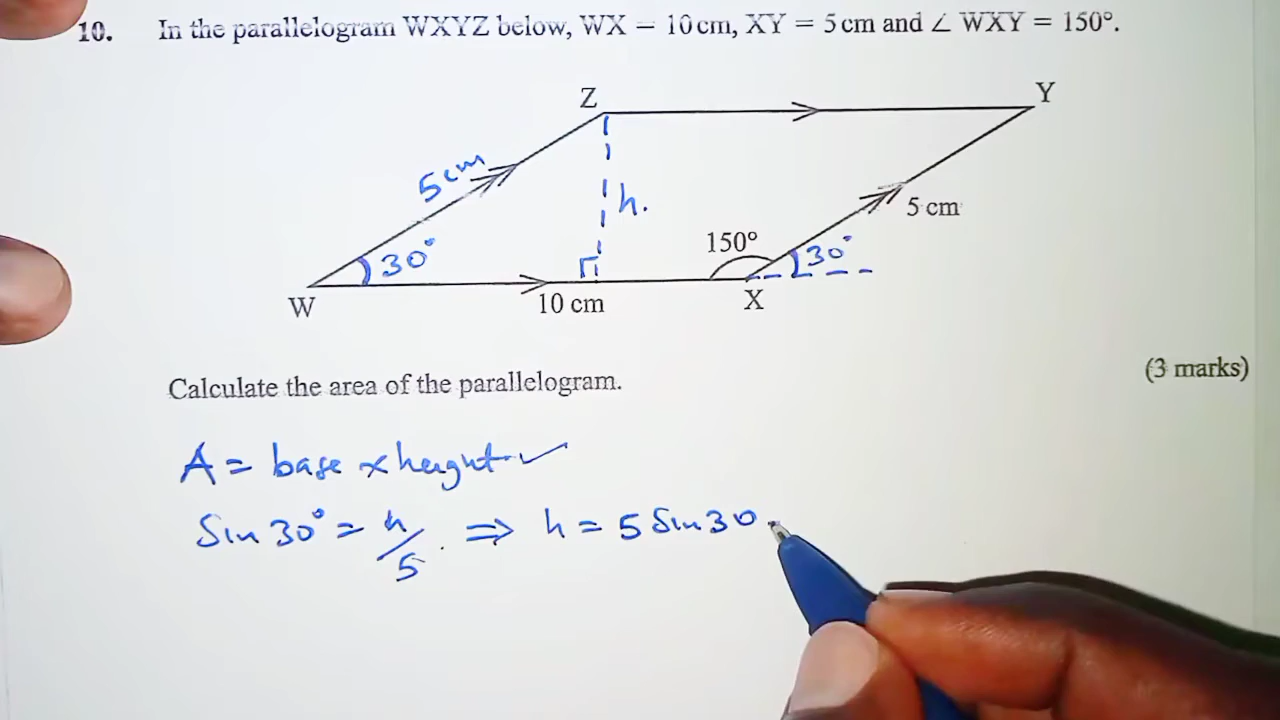 10. In the parallelogram WXYZ below, WX = 10 cm, XY = 5 cm and ∠ WXY = 150°.
Z
Y
5 cm
h.
5 cm
150°
30°
30°
W
10 cm
X
(3 marks)
Calculate the area of the parallelogram.
A = base × height ✓
Sin 30° = h/5 . ⇒ h = 5 Sin 30